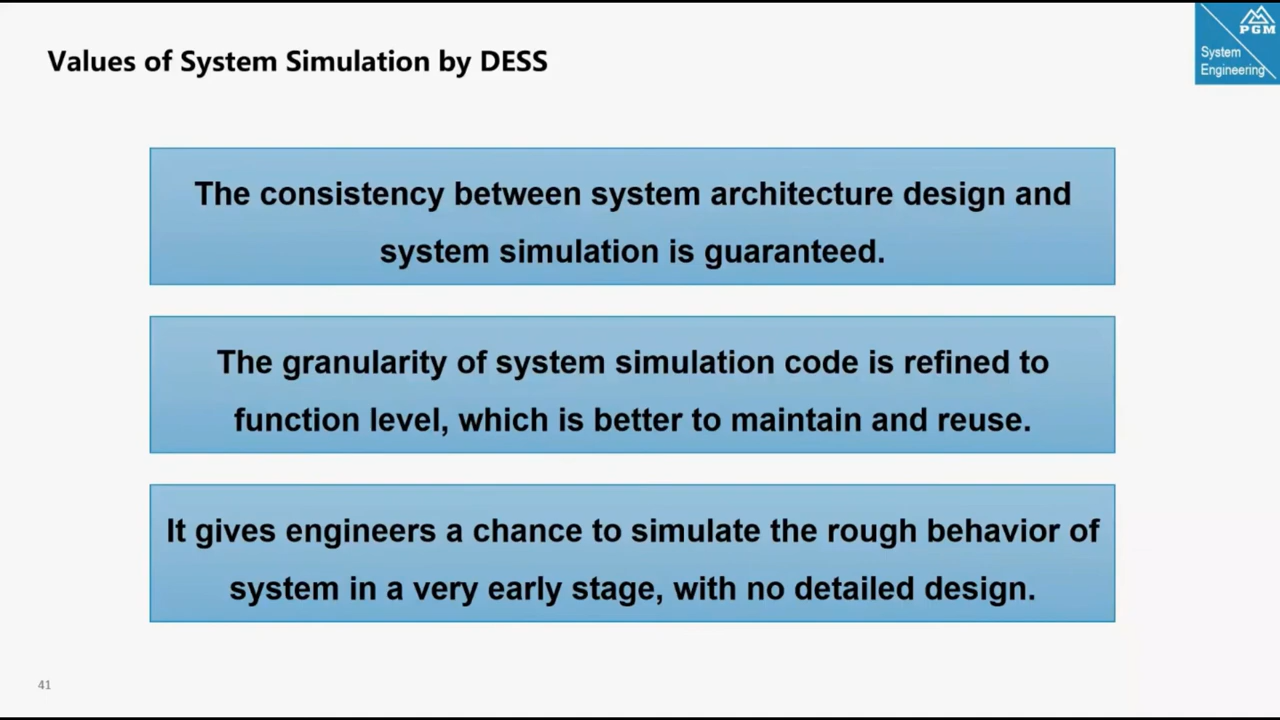 Values of System Simulation by DESS
PGM
System
Engineering
The consistency between system architecture design and
system simulation is guaranteed.
The granularity of system simulation code is refined to
function level, which is better to maintain and reuse.
It gives engineers a chance to simulate the rough behavior of
system in a very early stage, with no detailed design.
41